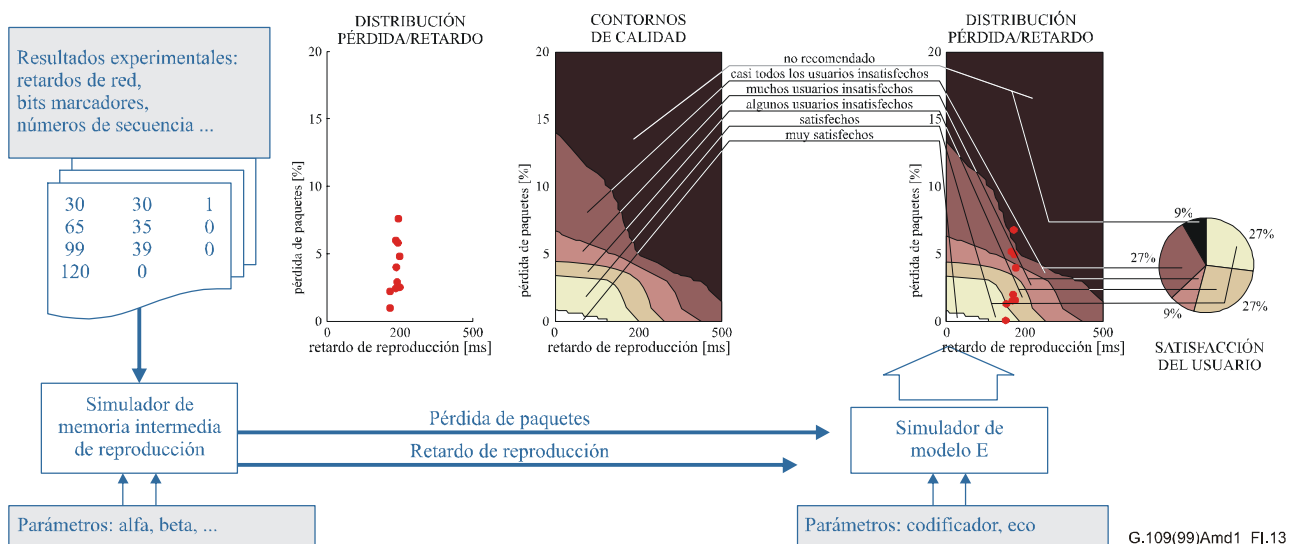 Resultados experimentales:
retardos de red,
bits marcadores,
números de secuencia ...
30 30 1
65 35 0
99 39 0
120 0
DISTRIBUCIÓN
PÉRDIDA/RETARDO
20
15
10
5
0
pérdida de paquetes [%]
0 200 500
retardo de reproducción [ms]
CONTORNOS
DE CALIDAD
20
15
10
5
0
pérdida de paquetes [%]
0 200 500
retardo de reproducción [ms]
no recomendado
casi todos los usuarios insatisfechos
muchos usuarios insatisfechos
algunos usuarios insatisfechos
satisfechos
muy satisfechos
DISTRIBUCIÓN
PÉRDIDA/RETARDO
20
15
10
5
0
pérdida de paquetes [%]
0 200 500
retardo de reproducción [ms]
9%
27%
27%
9%
27%
SATISFACCIÓN
DEL USUARIO
Simulador de
memoria intermedia
de reproducción
Pérdida de paquetes
Retardo de reproducción
Simulador de
modelo E
Parámetros: alfa, beta, ...
Parámetros: codificador, eco
G.109(99)Amd1_FI.13